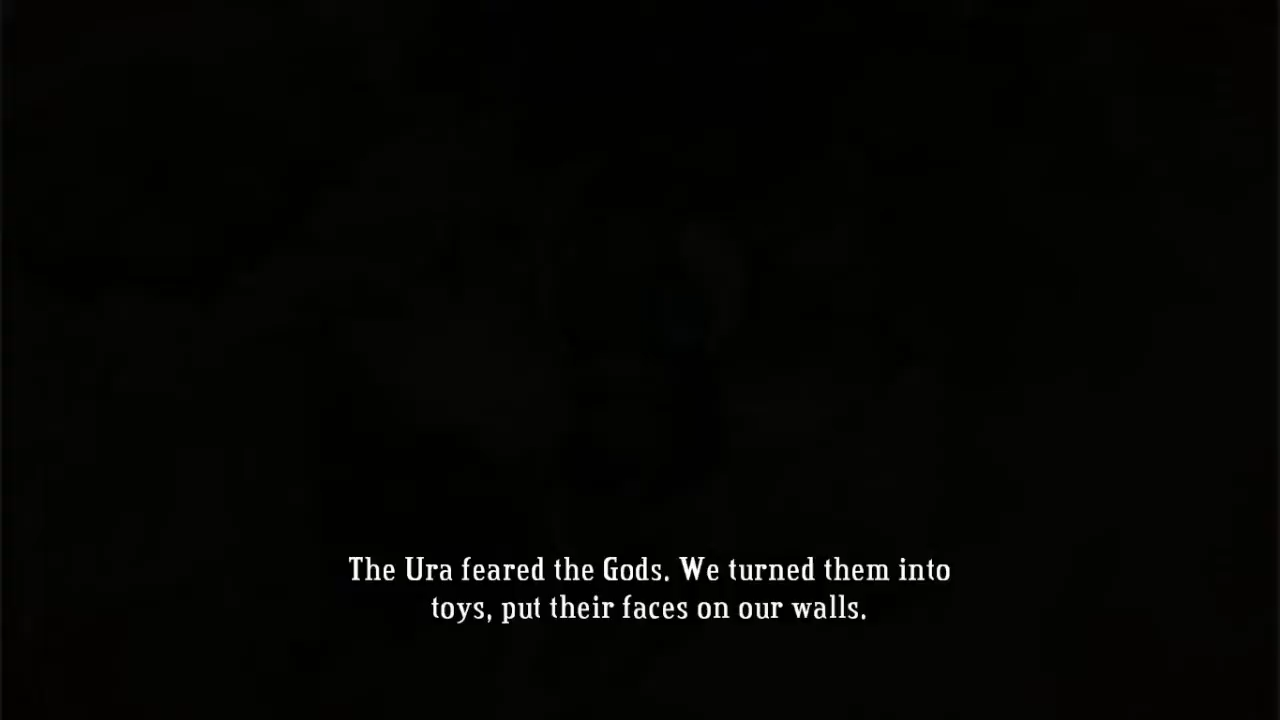 The Ura feared the Gods. We turned them into
toys, put their faces on our walls.